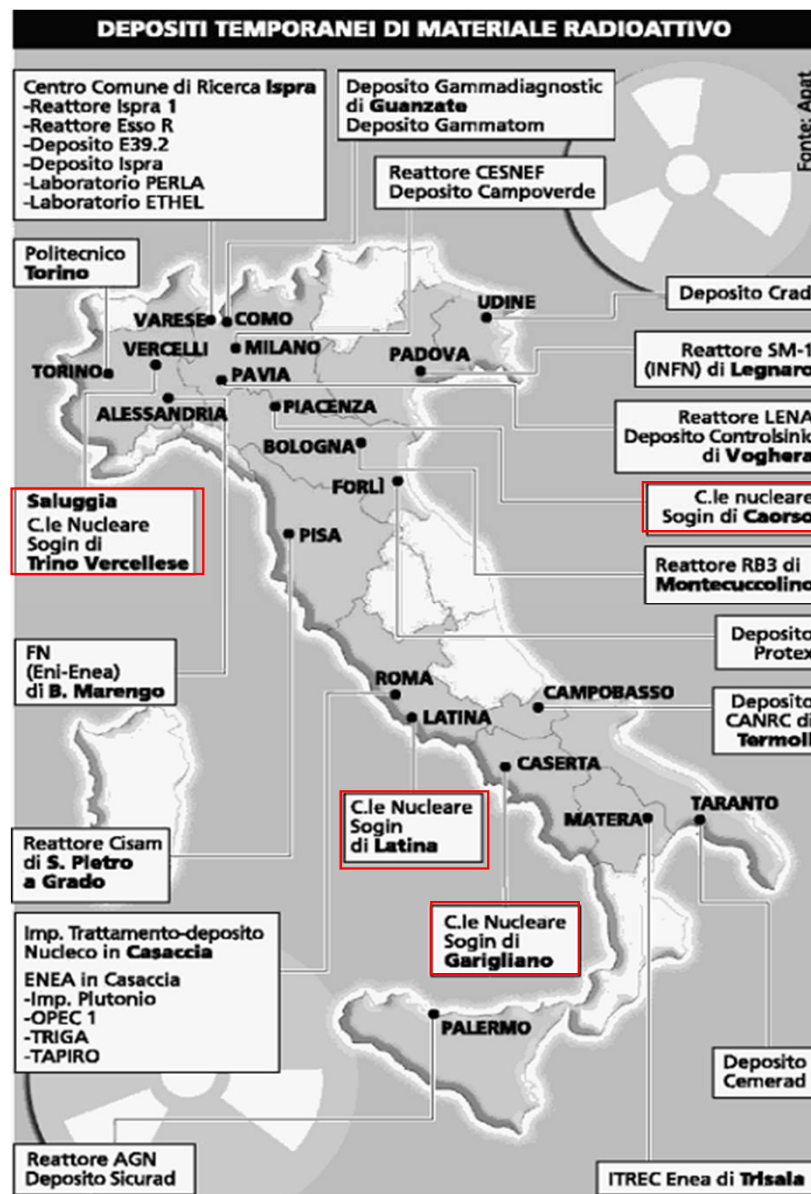 DEPOSITI TEMPORANEI DI MATERIALE RADIOATTIVO
Fonte: Apat
Centro Comune di Ricerca Ispra
-Reattore Ispra 1
-Reattore Esso R
-Deposito E39.2
-Deposito Ispra
-Laboratorio PERLA
-Laboratorio ETHEL
Deposito Gammadiagnostic
di Guanzate
Deposito Gammatom
Reattore CESNEF
Deposito Campoverde
Politecnico
Torino
Deposito Crad
UDINE
VARESE
COMO
VERCELLI
MILANO
PADOVA
TORINO
PAVIA
ALESSANDRIA
PIACENZA
BOLOGNA
FORLÌ
PISA
Reattore SM-1
(INFN) di Legnaro
Reattore LENA
Deposito Controlsinic
di Voghera
C.le nucleare
Sogin di Caorso
Saluggia
C.le Nucleare
Sogin di
Trino Vercellese
Reattore RB3 di
Montecuccolino
Deposito
Protex
FN
(Eni-Enea)
di B. Marengo
ROMA
LATINA
CAMPOBASSO
CASERTA
MATERA
TARANTO
Deposito
CANRC di
Termoli
C.le Nucleare
Sogin
di Latina
Reattore Cisam
di S. Pietro
a Grado
C.le Nucleare
Sogin di
Garigliano
Imp. Trattamento-deposito
Nucleco in Casaccia
ENEA in Casaccia
-Imp. Plutonio
-OPEC 1
-TRIGA
-TAPIRO
PALERMO
Deposito
Cemerad
Reattore AGN
Deposito Sicurad
ITREC Enea di Trisaia